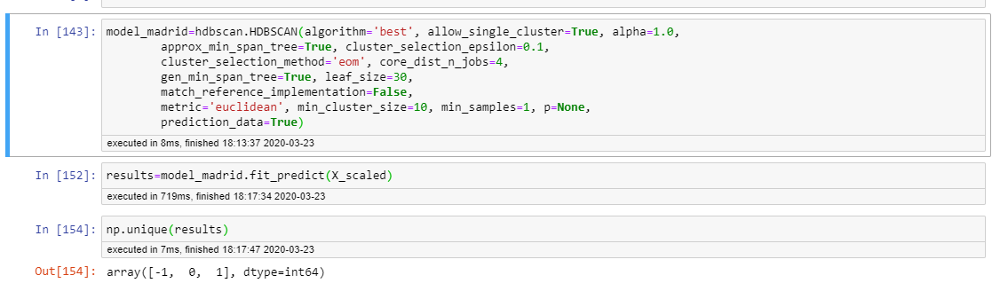 In [143]: model_madrid=hdbscan.HDBSCAN(algorithm='best', allow_single_cluster=True, alpha=1.0,
approx_min_span_tree=True, cluster_selection_epsilon=0.1,
cluster_selection_method='eom', core_dist_n_jobs=4,
gen_min_span_tree=True, leaf_size=30,
match_reference_implementation=False,
metric='euclidean', min_cluster_size=10, min_samples=1, p=None,
prediction_data=True)
executed in 8ms, finished 18:13:37 2020-03-23
In [152]: results=model_madrid.fit_predict(X_scaled)
executed in 719ms, finished 18:17:34 2020-03-23
In [154]: np.unique(results)
executed in 7ms, finished 18:17:47 2020-03-23
Out[154]: array([-1,  0,  1], dtype=int64)